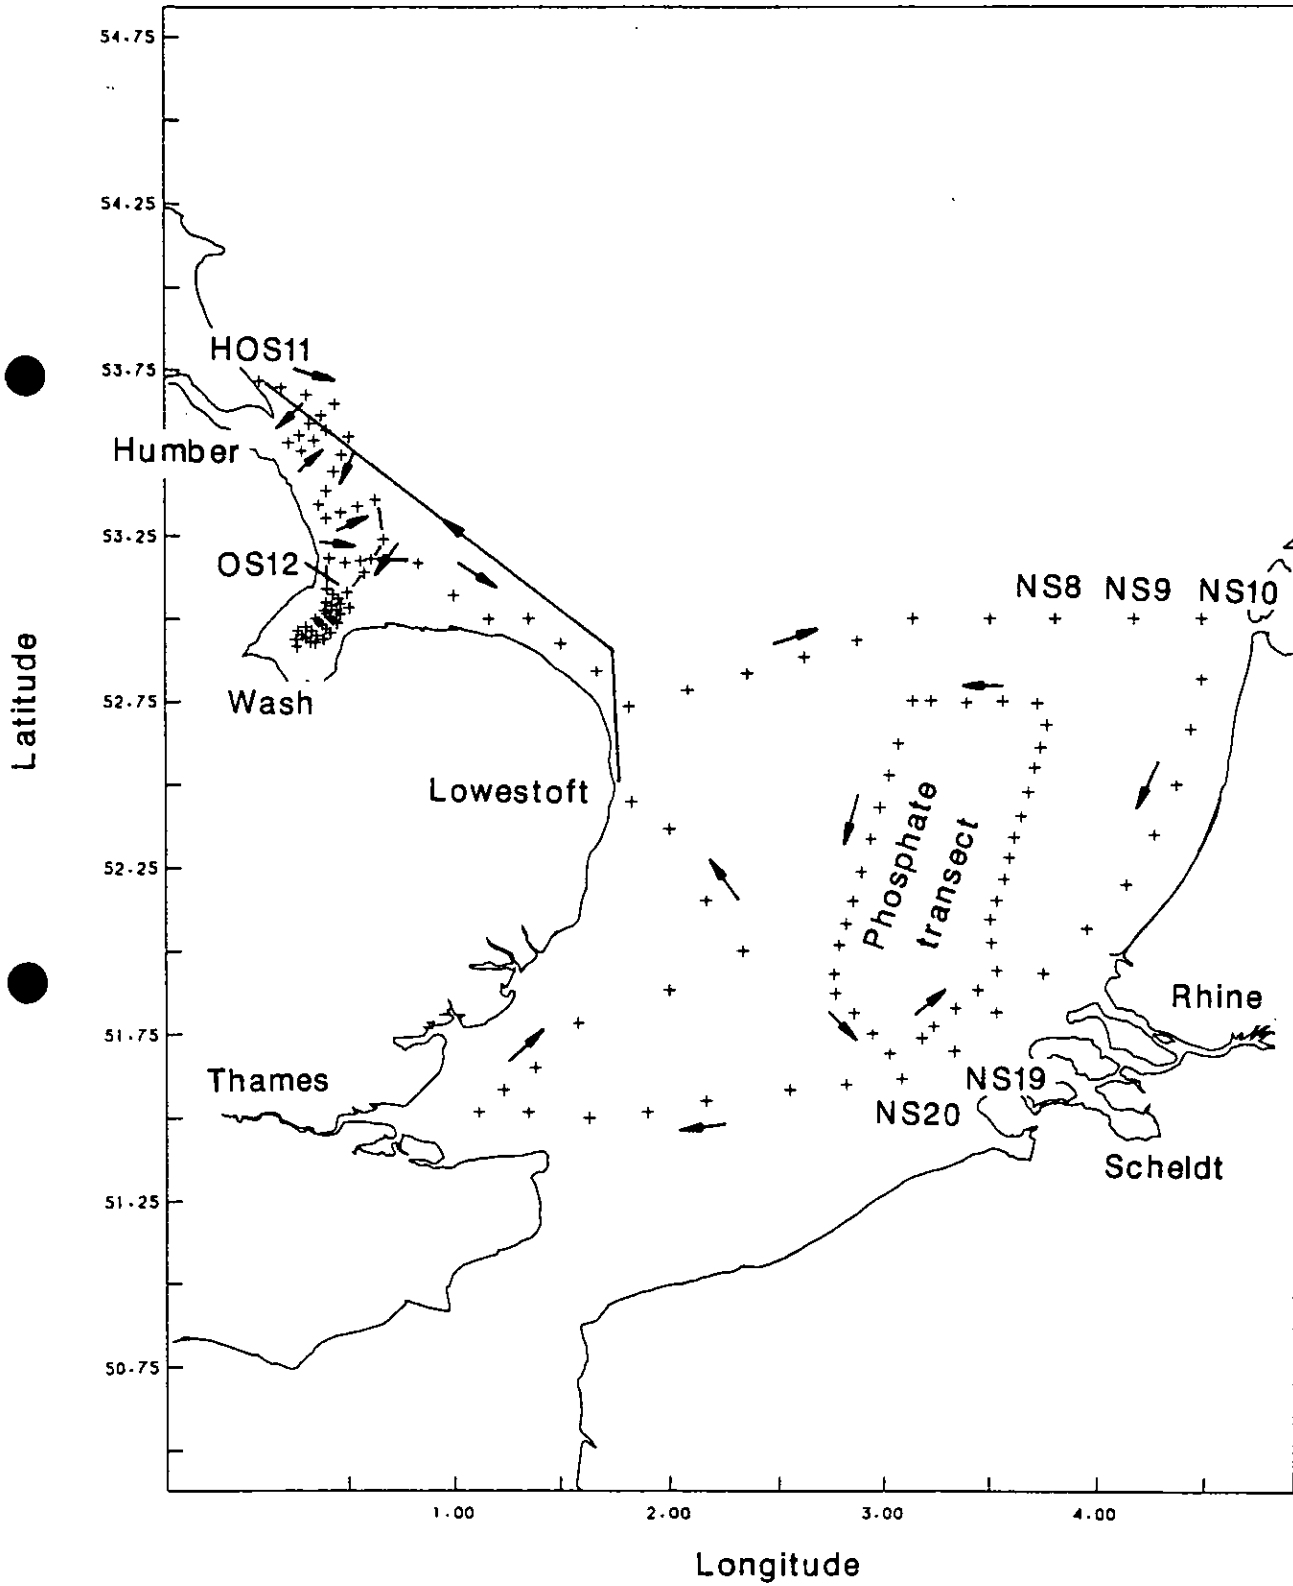 54.75
54.25
HOS11
53.75
Humber
53.25
OS12
NS8 NS9 NS10
Wash
52.75
Latitude
Lowestoft
Phosphate
transect
52.25
Rhine
51.75
Thames
NS19
NS20
Scheldt
51.25
50.75
1.00 2.00 3.00 4.00
Longitude